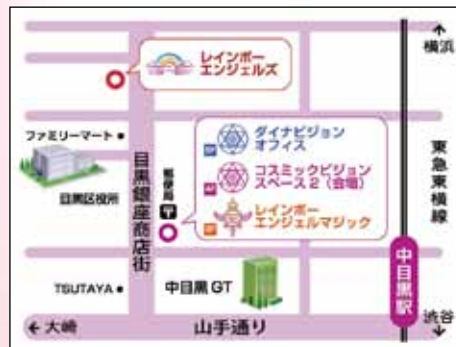 横浜
レインボー
エンジェルズ
ファミリーマート
目黒区役所
目黒銀座商店街
郵便局
ダイナビジョン
オフィス
コスミックビジョン
スペース2(会場)
レインボー
エンジェルマジック
東急東横線
中目黒駅
TSUTAYA
中目黒GT
← 大崎
山手通り
渋谷